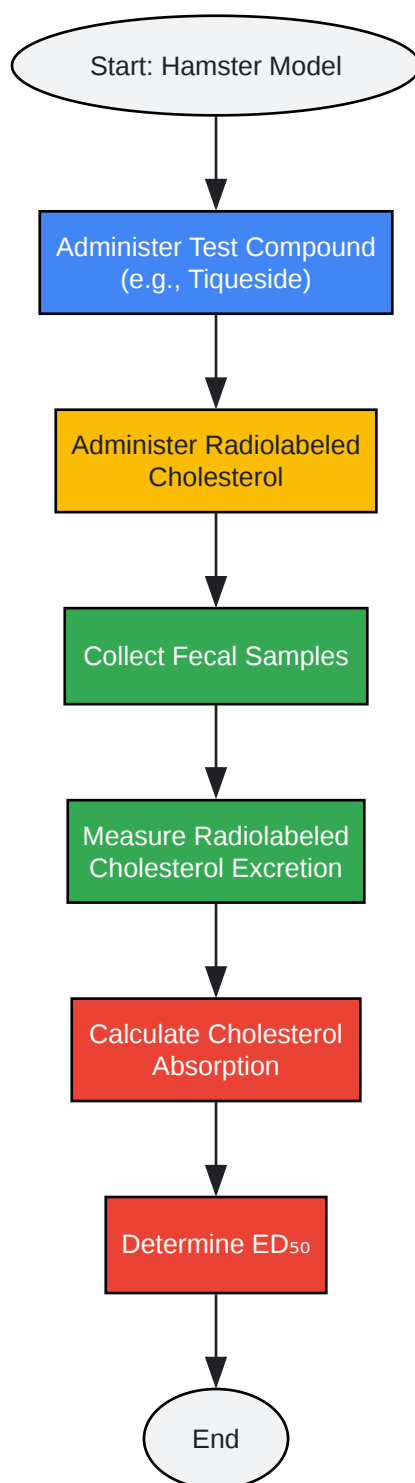 Start: Hamster Model
Administer Test Compound
(e.g., Tiqueside)
Administer Radiolabeled
Cholesterol
Collect Fecal Samples
Measure Radiolabeled
Cholesterol Excretion
Calculate Cholesterol
Absorption
Determine ED₅₀
End